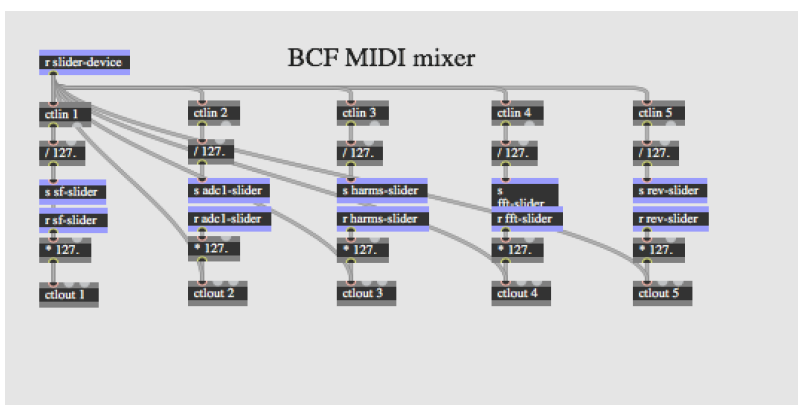 BCF MIDI mixer
r slider-device
ctlin 1
ctlin 2
ctlin 3
ctlin 4
ctlin 5
/ 127.
/ 127.
/ 127.
/ 127.
/ 127.
s sf-slider
s adc1-slider
s harms-slider
s
fft-slider
s rev-slider
r sf-slider
r adc1-slider
r harms-slider
r fft-slider
r rev-slider
* 127.
* 127.
* 127.
* 127.
* 127.
ctlout 1
ctlout 2
ctlout 3
ctlout 4
ctlout 5